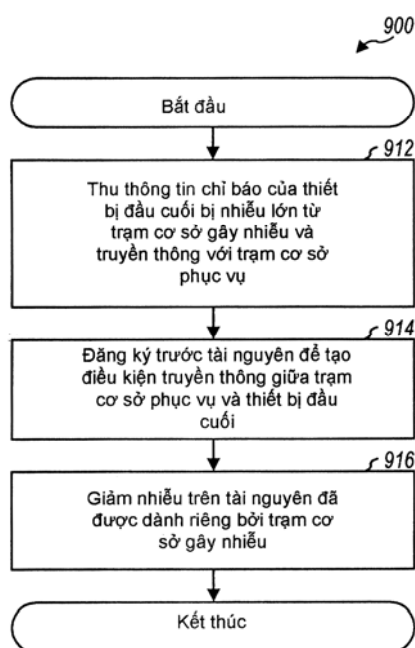 900
Bắt đầu
912
Thu thông tin chỉ báo của thiết
bị đầu cuối bị nhiễu lớn từ
trạm cơ sở gây nhiễu và
truyền thông với trạm cơ sở
phục vụ
914
Đăng ký trước tài nguyên để tạo
điều kiện truyền thông giữa trạm
cơ sở phục vụ và thiết bị đầu
cuối
916
Giảm nhiễu trên tài nguyên đã
được dành riêng bởi trạm cơ
sở gây nhiễu
Kết thúc